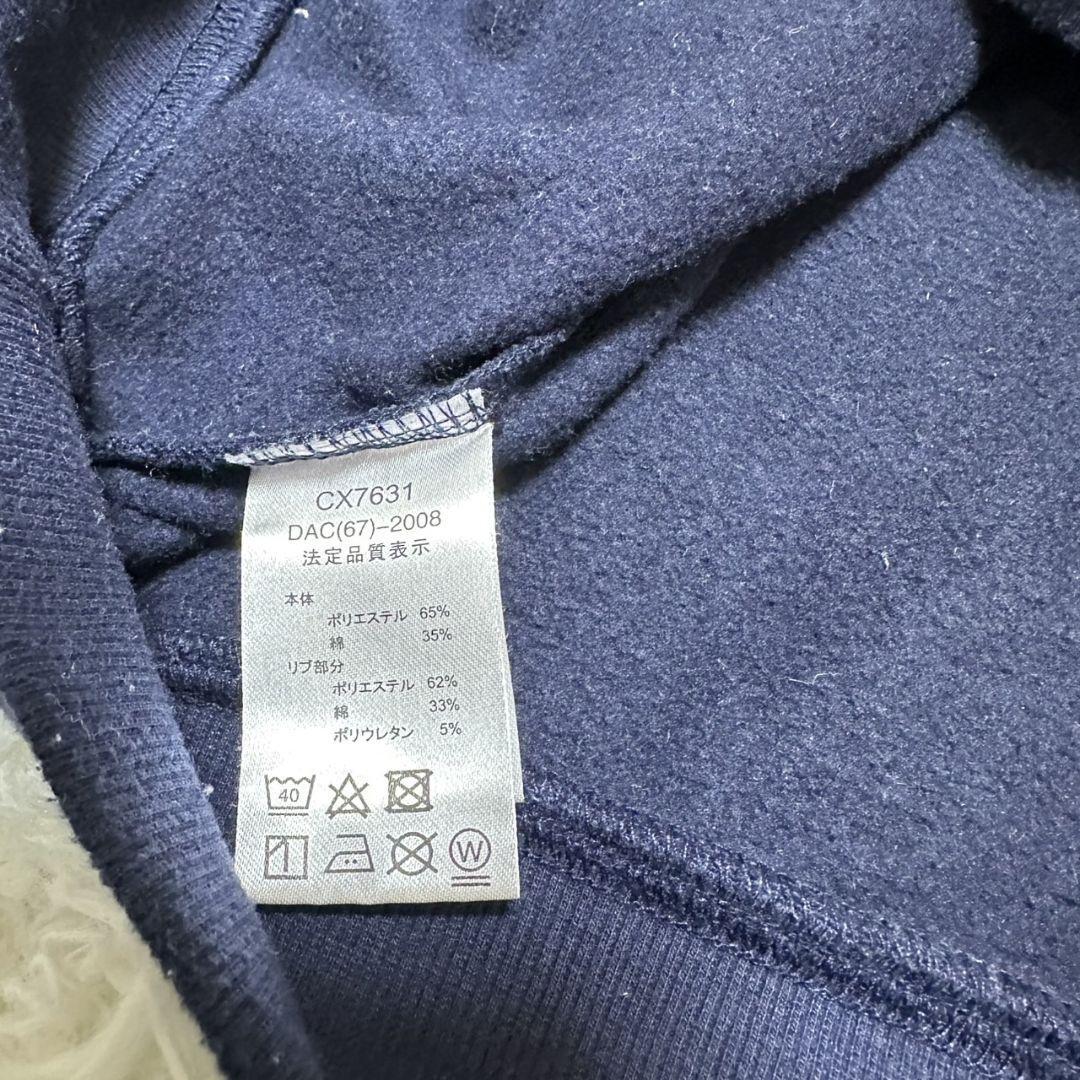 CX7631
DAC(67)-2008
法定品質表示
本体
ポリエステル 65%
綿 35%
リブ部分
ポリエステル 62%
綿 33%
ポリウレタン 5%
40
W